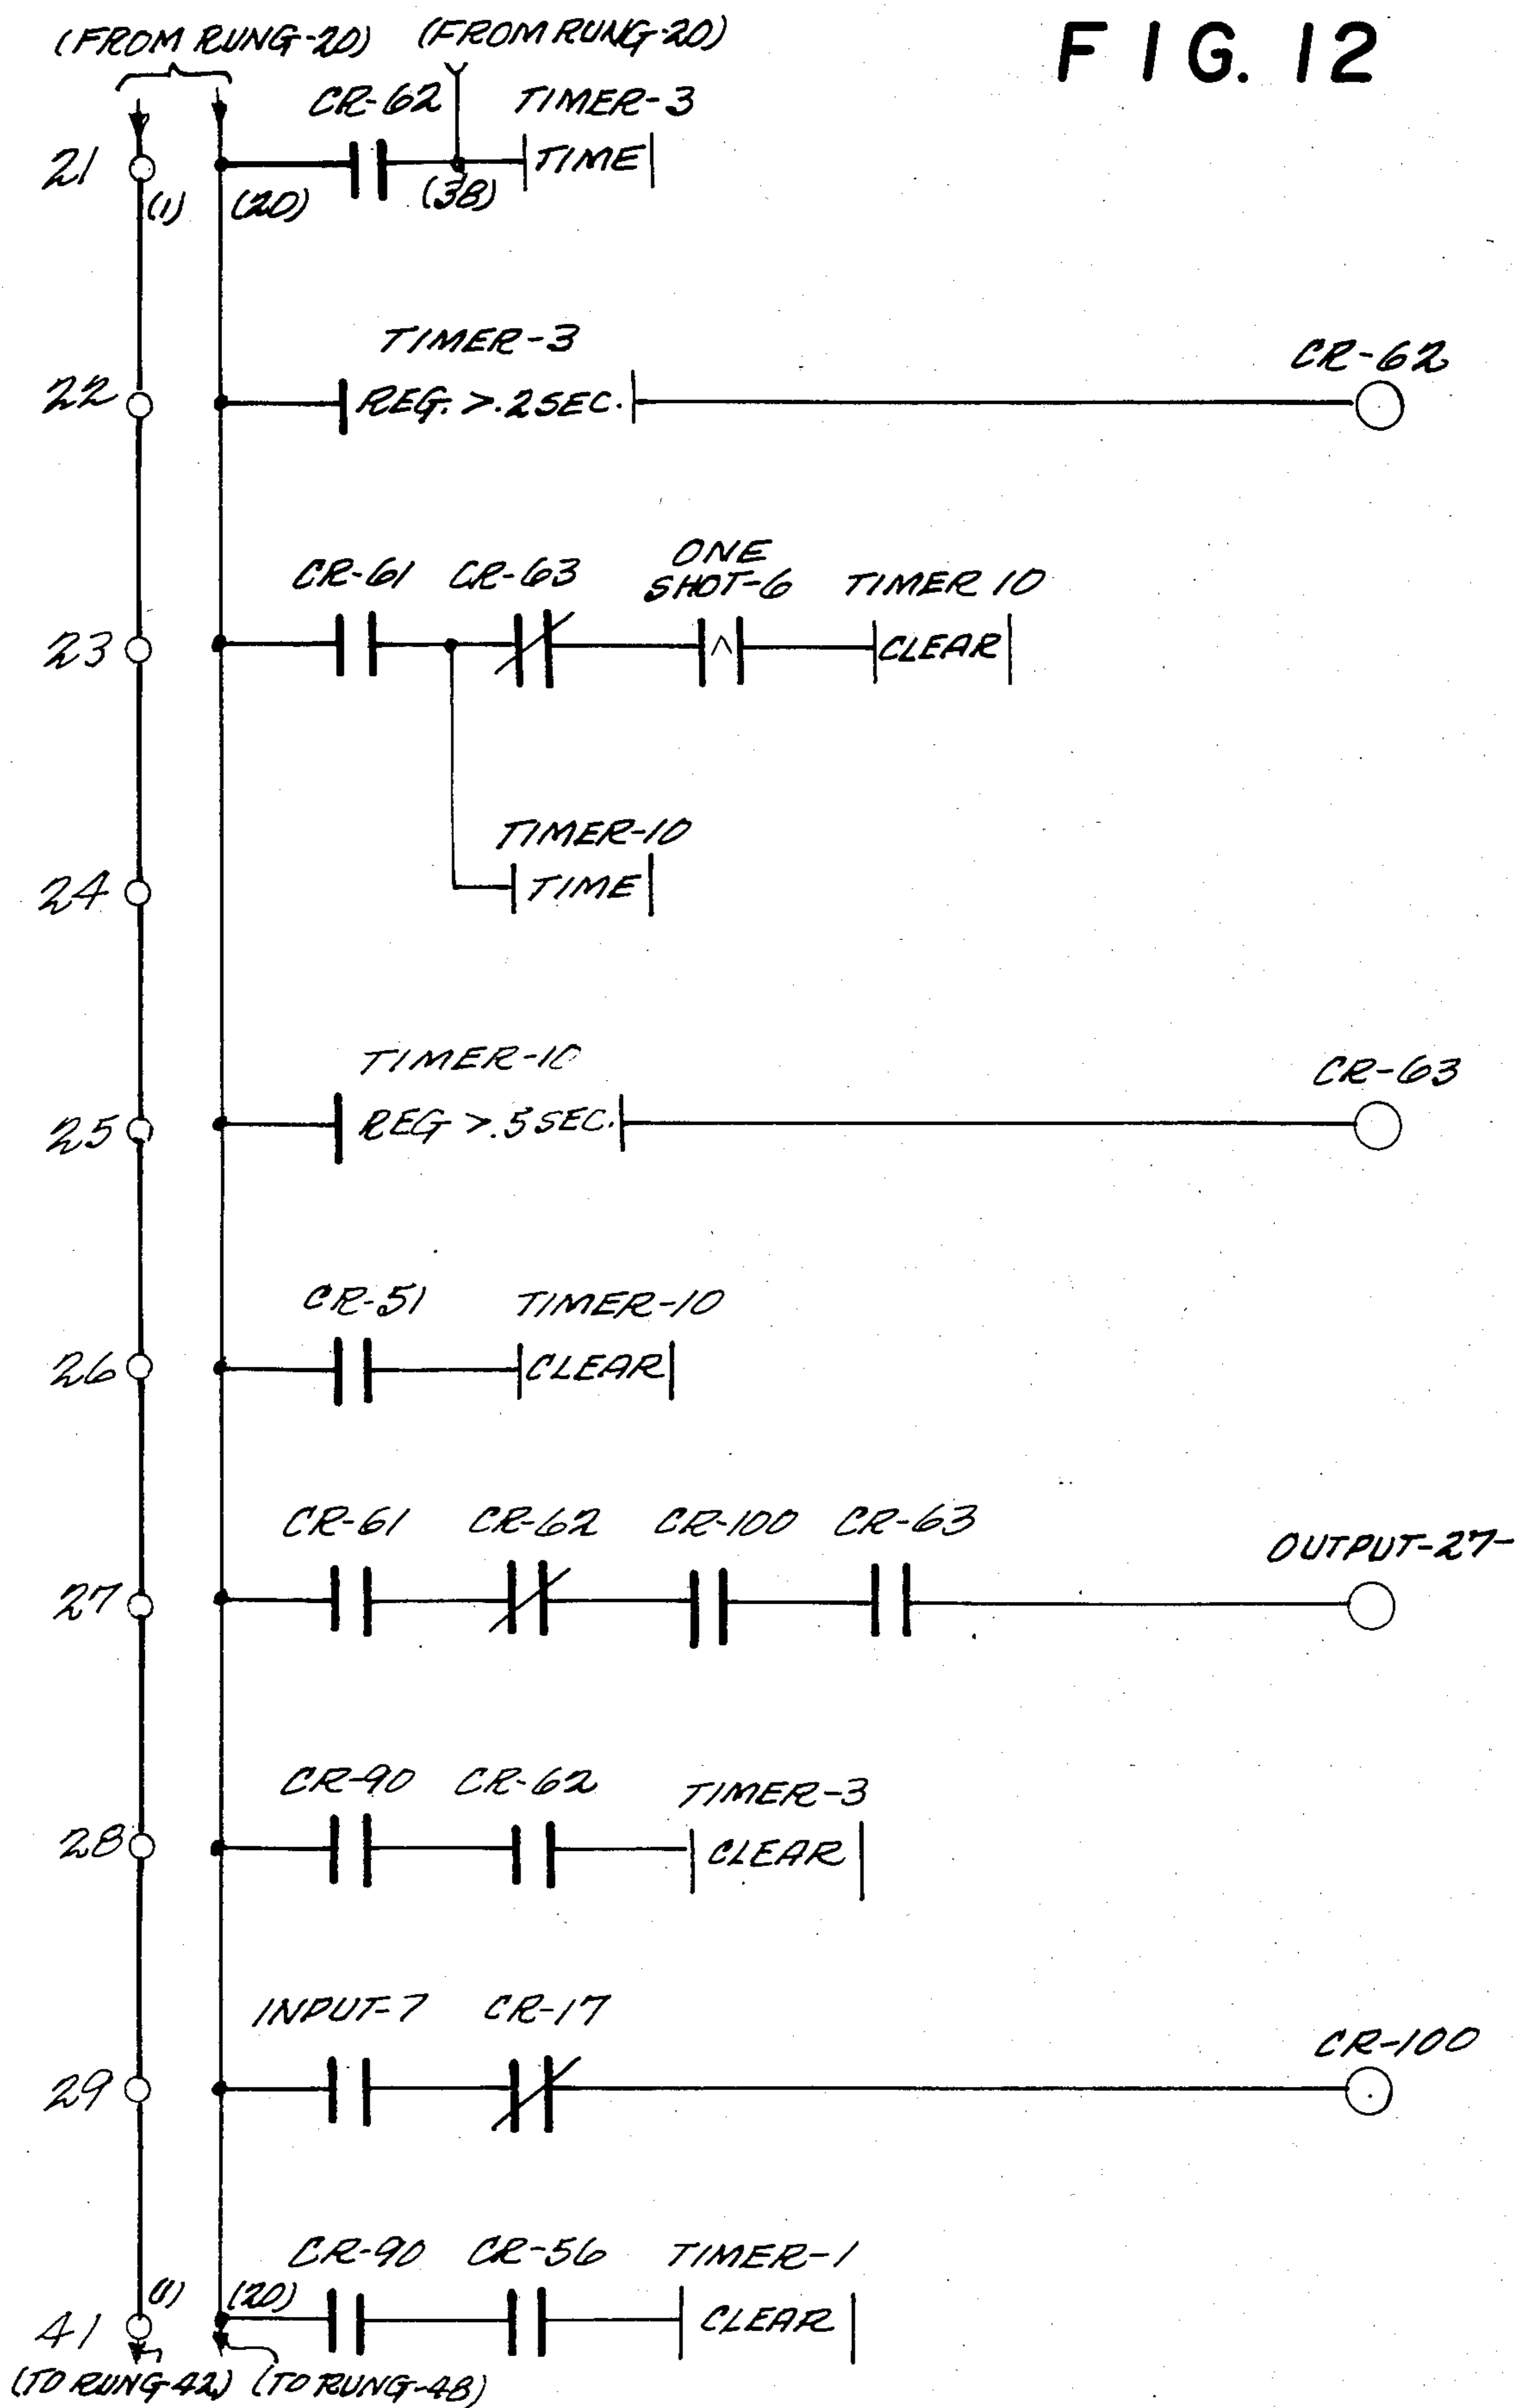 (FROM RUNG-20) (FROM RUNG-20)
FIG. 12
CR-62 TIMER-3
21 TIME
(1) (20) (38)
TIMER-3 CR-62
22 REG. >.2SEC.
CR-61 CR-63 ONE SHOT-6 TIMER 10
23 ^ CLEAR
TIMER-10
24 TIME
TIMER-10 CR-63
25 REG >.5SEC.
CR-51 TIMER-10
26 CLEAR
CR-61 CR-62 CR-100 CR-63 OUTPUT-27-
27
CR-90 CR-62 TIMER-3
28 CLEAR
INPUT-7 CR-17 CR-100
29
CR-90 CR-56 TIMER-1
(1) (20)
41 CLEAR
(TO RUNG-42) (TO RUNG-48)